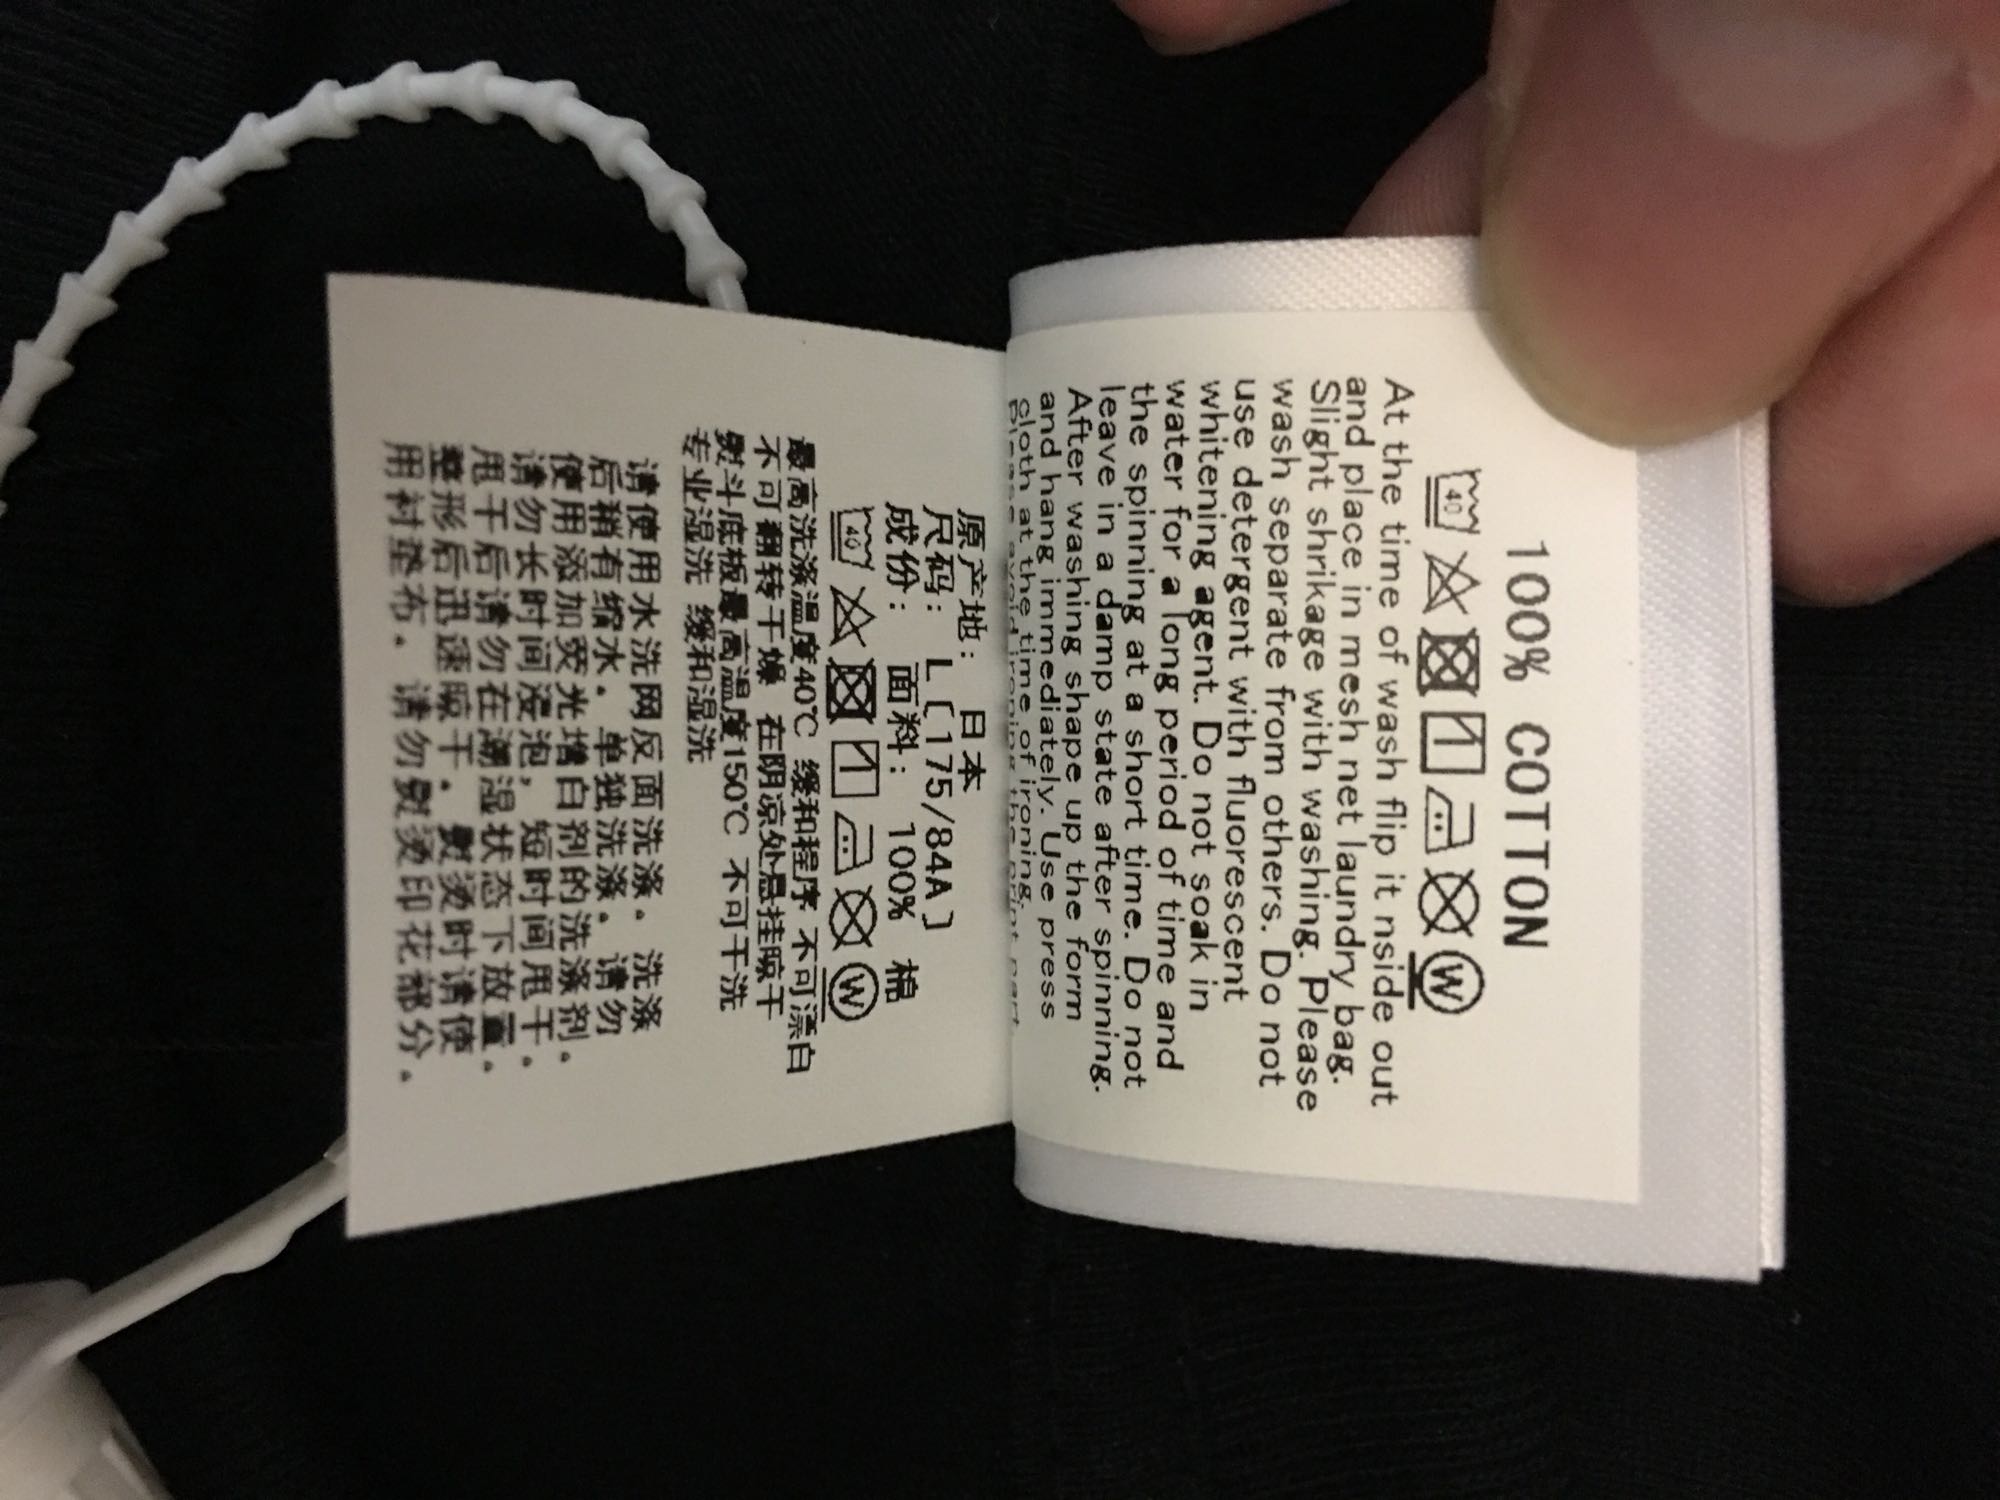 100% COTTON
40
W
At the time of wash flip it nside out
and place in mesh net laundry bag.
Slight shrikage with washing. Please
wash separate from others. Do not
use detergent with fluorescent
whitening agent. Do not soak in
water for a long period of time and
the spinning at a short time. Do not
leave in a damp state after spinning.
After washing shape up the form
and hang immediately. Use press
cloth at the time of ironing.
Please avoid ironing the print part
原产地: 日本
尺码: L〔175/84A〕
成份: 面料: 100% 棉
40
W
最高洗涤温度40℃ 缓和程序 不可漂白
不可翻转干燥 在阴凉处悬挂晾干
熨斗底板最高温度150℃ 不可干洗
专业湿洗 缓和湿洗
请使用水洗网反面洗涤。洗涤
后稍有缩水。单独洗涤。请勿
使用添加荧光增白剂的洗涤剂。
请勿长时间浸泡，短时间甩干。
甩干后请勿在潮湿状态下放置。
整形后迅速晾干。熨烫时请使
用衬垫布。请勿熨烫印花部分。